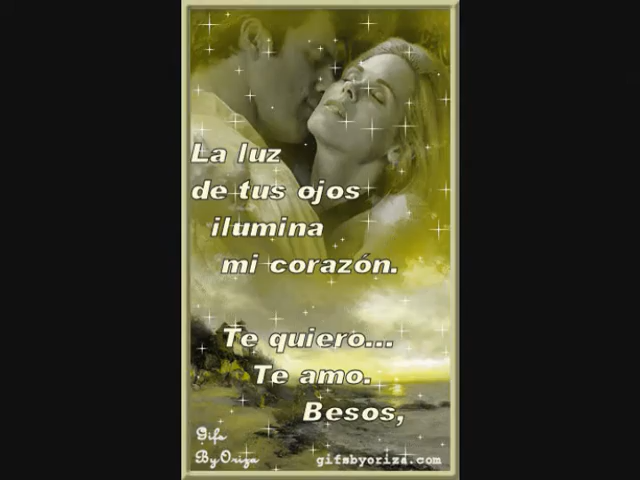 La luz
de tus ojos
ilumina
mi corazón.
Te quiero...
Te amo.
Besos,
Gifs
By Oriza
gifsbyoriza.com